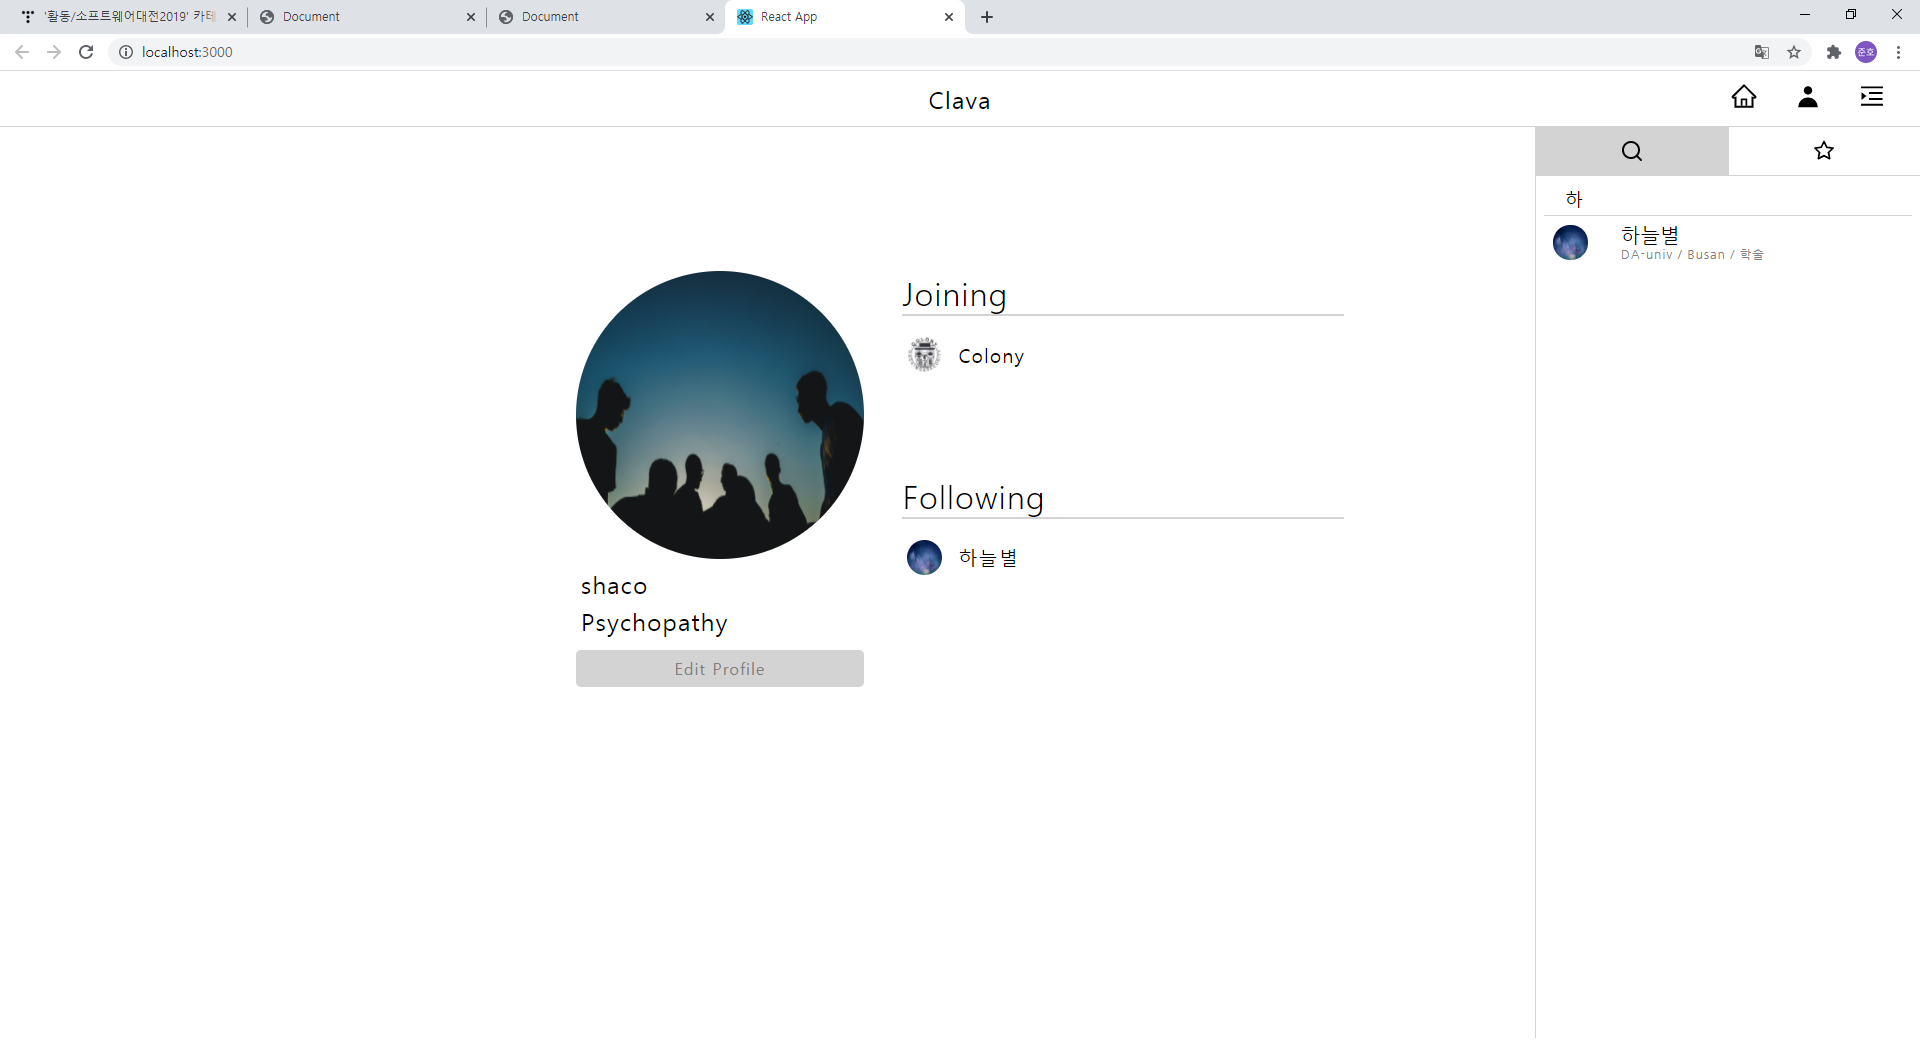 '활동/소프트웨어대전2019' 카테
Document
Document
React App
localhost:3000
준호
Clava
하
하늘별
DA-univ / Busan / 학술
Joining
Colony
Following
하늘별
shaco
Psychopathy
Edit Profile